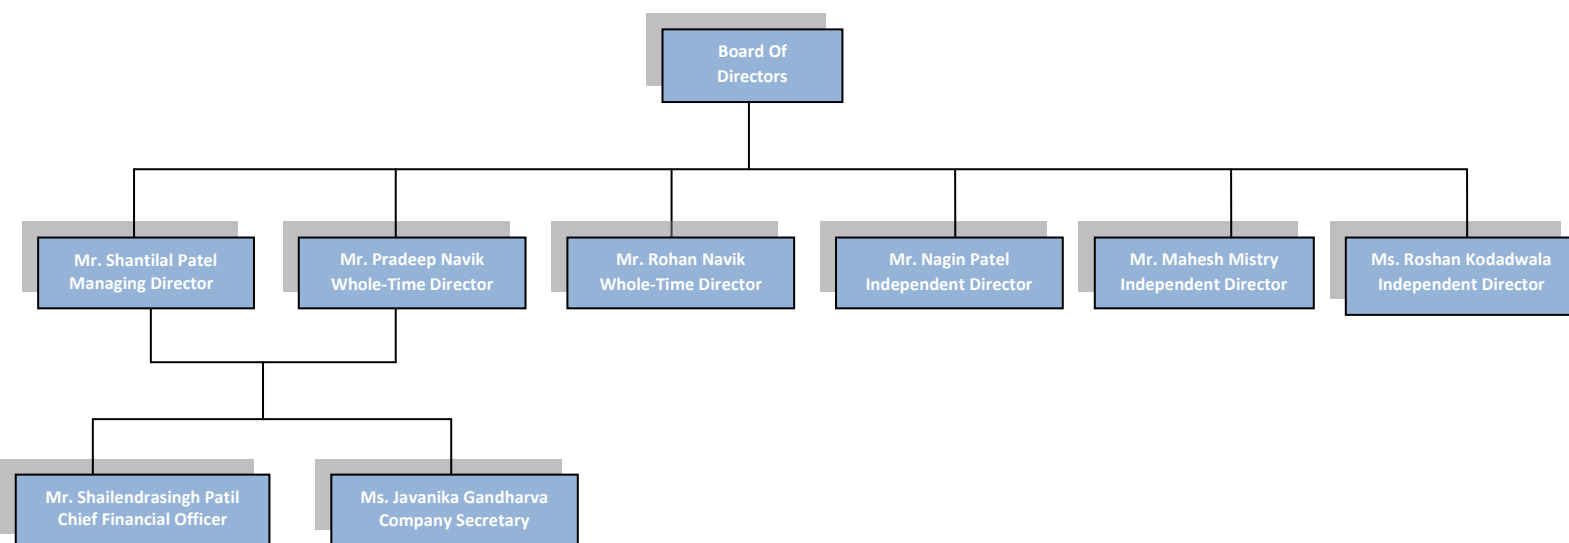 Board Of
Directors
Mr. Shantilal Patel
Managing Director
Mr. Pradeep Navik
Whole-Time Director
Mr. Rohan Navik
Whole-Time Director
Mr. Nagin Patel
Independent Director
Mr. Mahesh Mistry
Independent Director
Ms. Roshan Kodadwala
Independent Director
Mr. Shailendrasingh Patil
Chief Financial Officer
Ms. Javanika Gandharva
Company Secretary